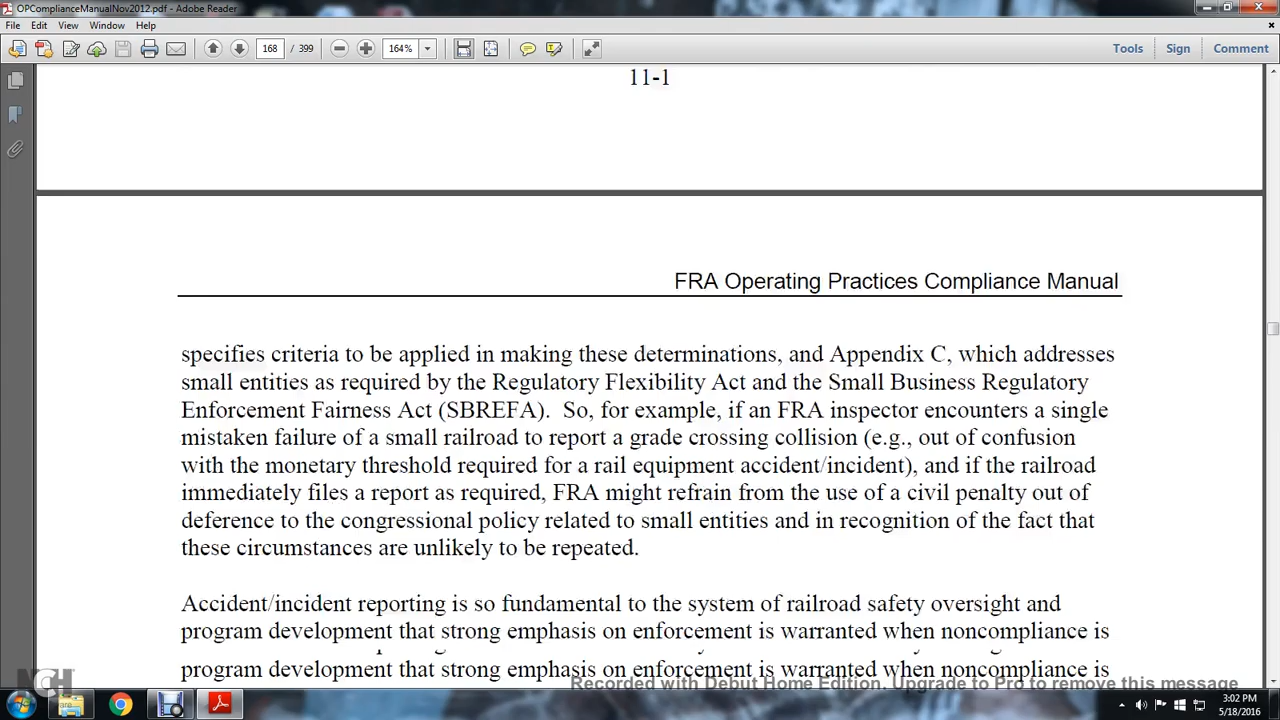 OPComplianceManualNov2012.pdf - Adobe Reader
File Edit View Window Help
168 / 399 164% Tools Sign Comment
11-1
FRA Operating Practices Compliance Manual
specifies criteria to be applied in making these determinations, and Appendix C, which addresses
small entities as required by the Regulatory Flexibility Act and the Small Business Regulatory
Enforcement Fairness Act (SBREFA).  So, for example, if an FRA inspector encounters a single
mistaken failure of a small railroad to report a grade crossing collision (e.g., out of confusion
with the monetary threshold required for a rail equipment accident/incident), and if the railroad
immediately files a report as required, FRA might refrain from the use of a civil penalty out of
deference to the congressional policy related to small entities and in recognition of the fact that
these circumstances are unlikely to be repeated.
Accident/incident reporting is so fundamental to the system of railroad safety oversight and
program development that strong emphasis on enforcement is warranted when noncompliance is
program development that strong emphasis on enforcement is warranted when noncompliance is
Recorded with Debut Home Edition. Upgrade to Pro to remove this message
NCH
3:02 PM
5/18/2016